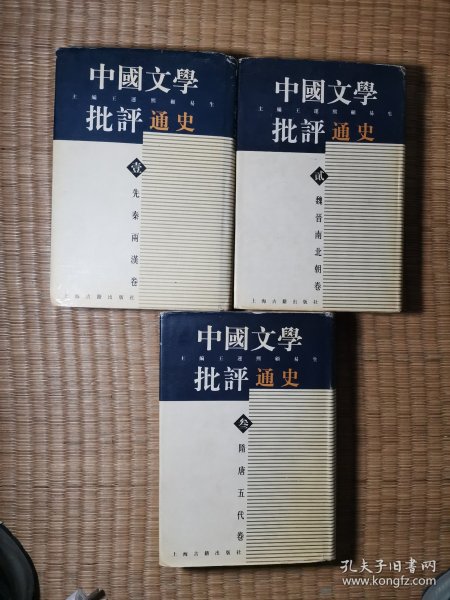 中國文學
主編王運熙顧易生
批評通史
壹
先秦兩漢卷
上海古籍出版社
中國文學
主編王運熙顧易生
批評通史
貳
魏晉南北朝卷
上海古籍出版社
中國文學
主編王運熙顧易生
批評通史
叁
隋唐五代卷
上海古籍出版社
孔夫子旧书网
www.kongfz.com